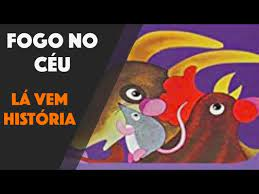 FOGO NO
CÉU
LÁ VEM
HISTÓRIA